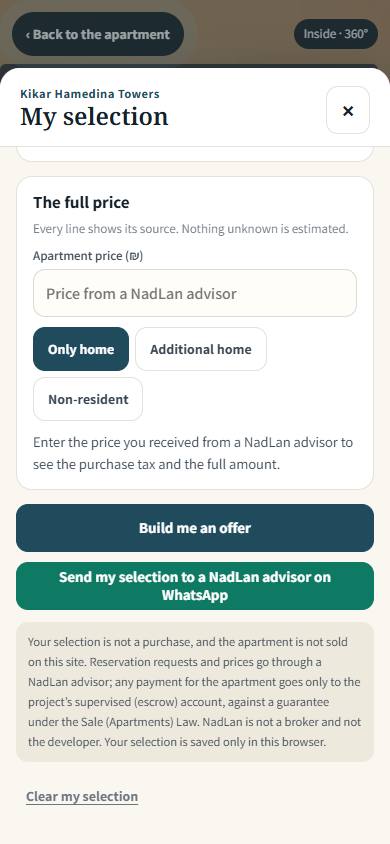 ‹ Back to the apartment
Inside · 360°
Kikar Hamedina Towers
My selection
×
The full price
Every line shows its source. Nothing unknown is estimated.
Apartment price (₪)
Price from a NadLan advisor
Only home
Additional home
Non-resident
Enter the price you received from a NadLan advisor to
see the purchase tax and the full amount.
Build me an offer
Send my selection to a NadLan advisor on
WhatsApp
Your selection is not a purchase, and the apartment is not sold
on this site. Reservation requests and prices go through a
NadLan advisor; any payment for the apartment goes only to the
project’s supervised (escrow) account, against a guarantee
under the Sale (Apartments) Law. NadLan is not a broker and not
the developer. Your selection is saved only in this browser.
Clear my selection